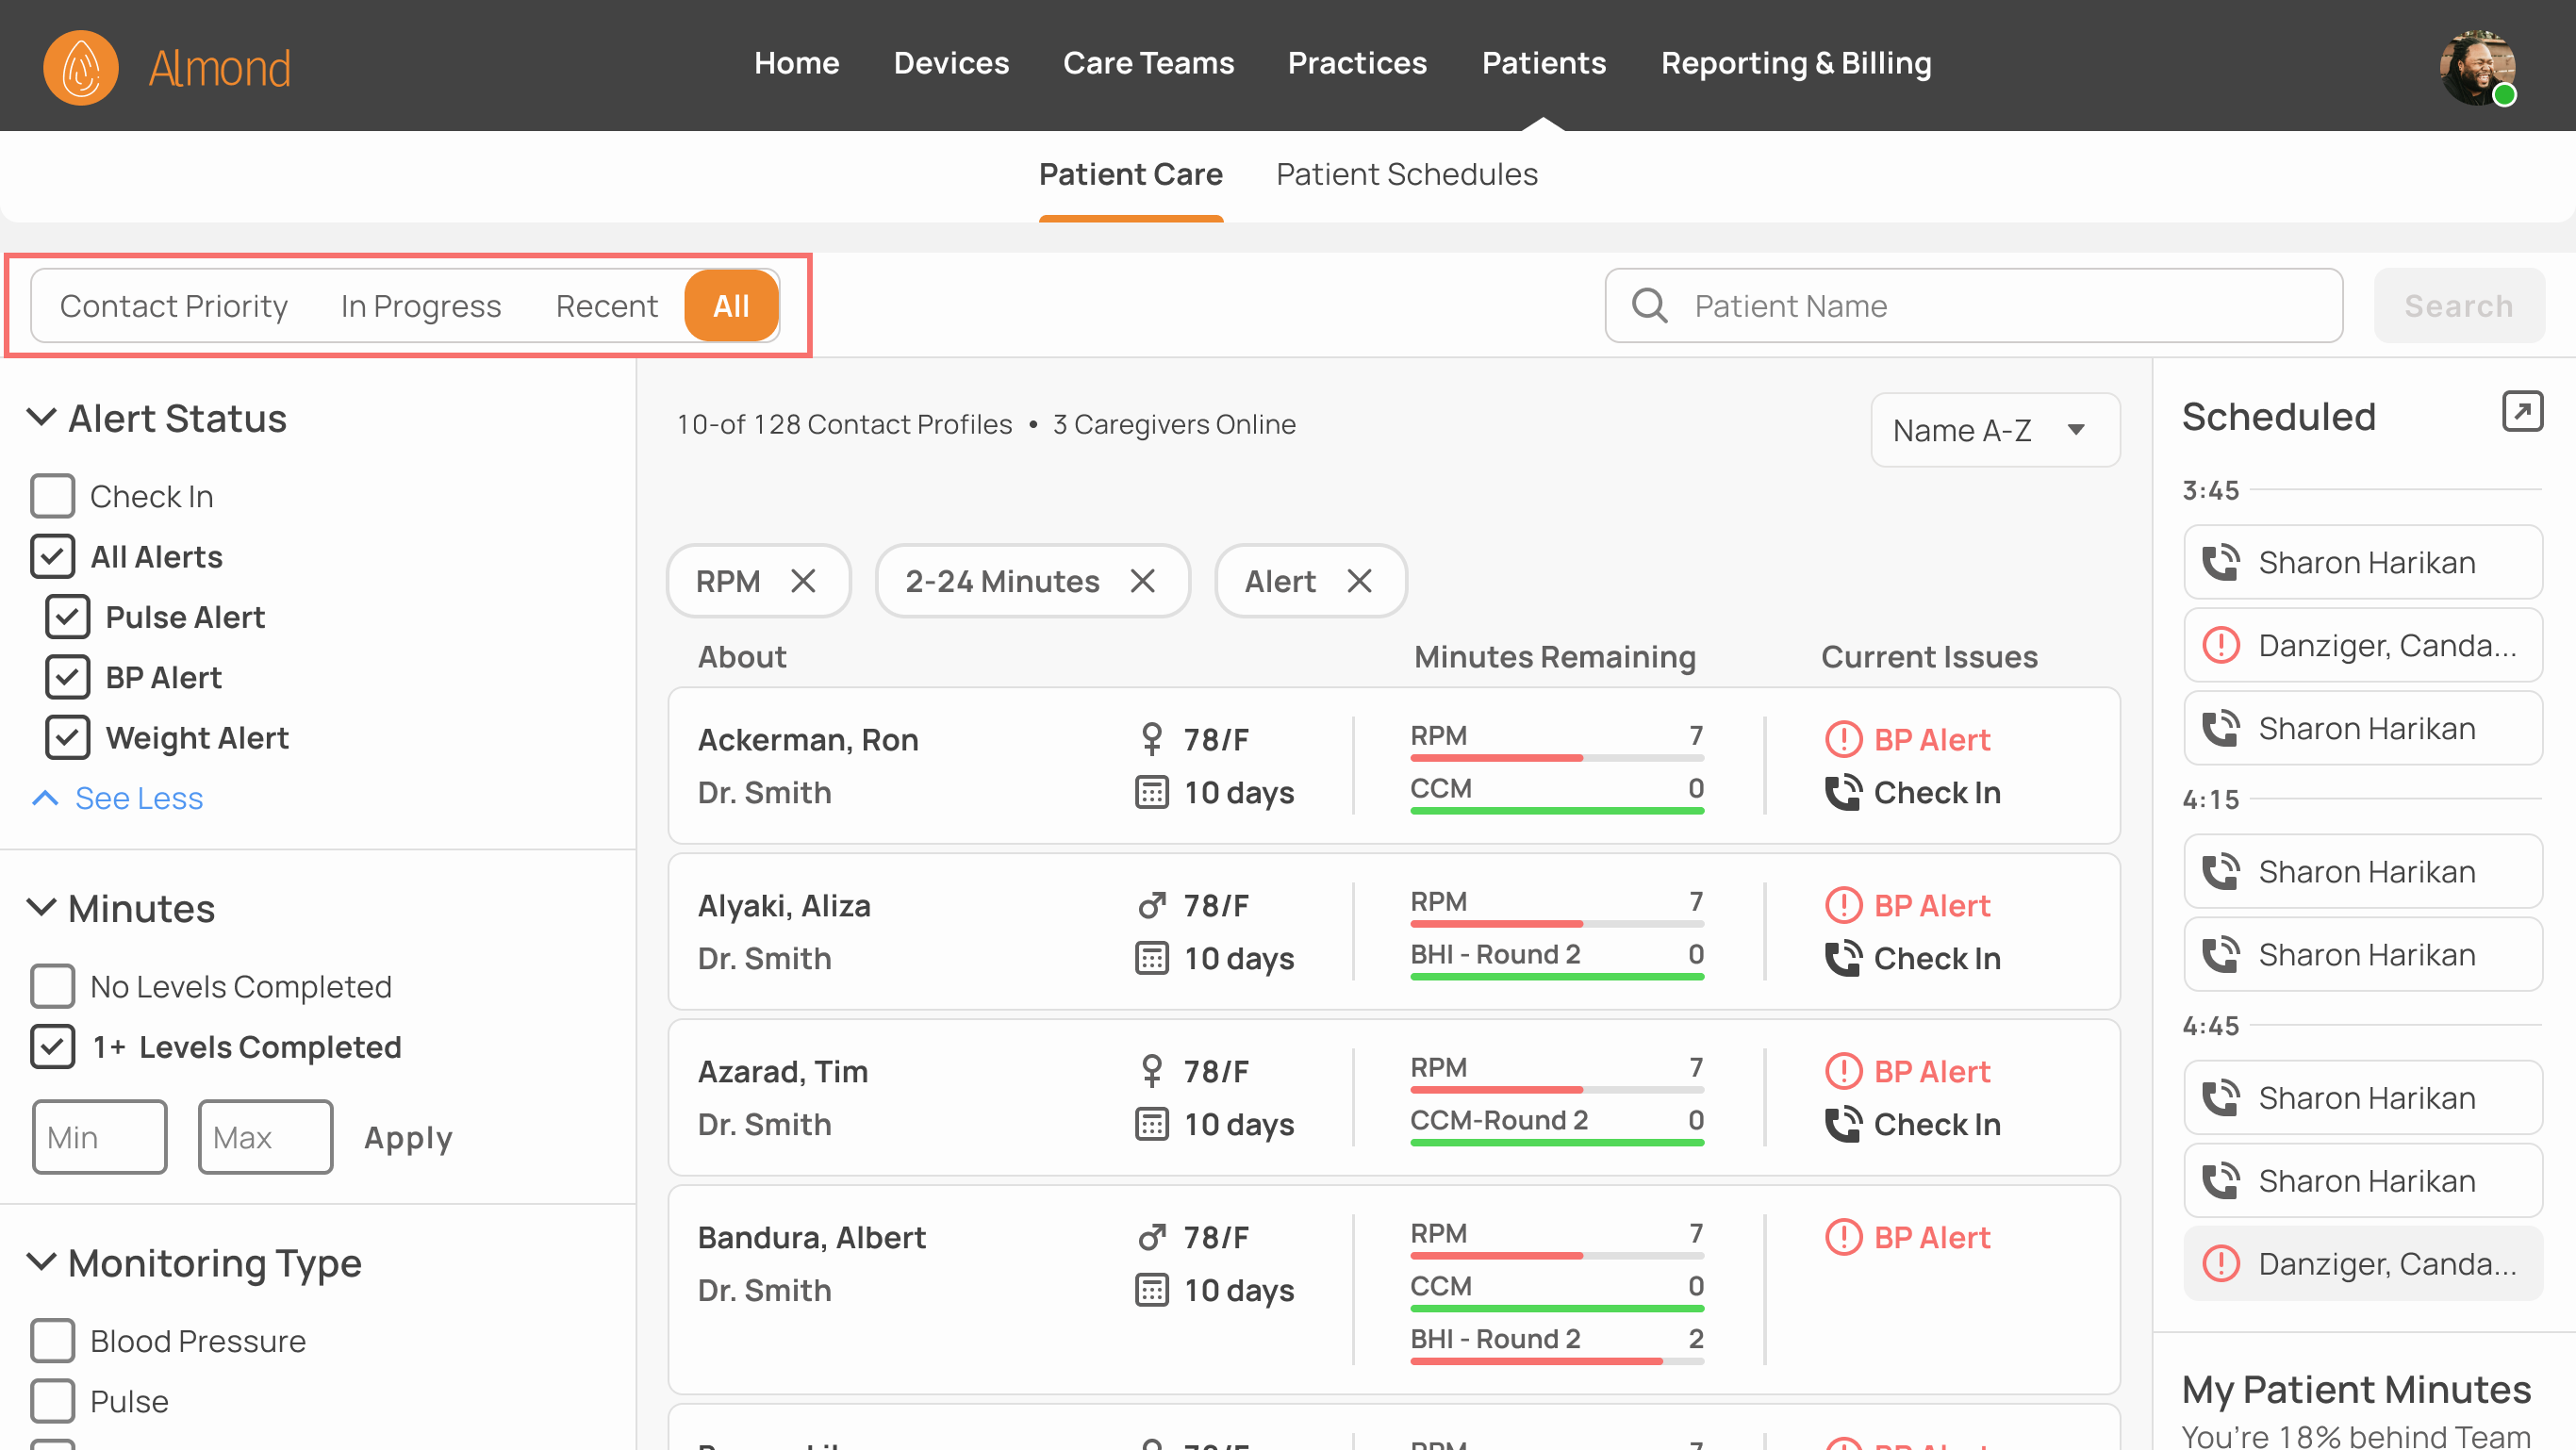 Almond
Home
Devices
Care Teams
Practices
Patients
Reporting & Billing
Patient Care
Patient Schedules
Contact Priority
In Progress
Recent
All
Patient Name
Search
Alert Status
Check In
All Alerts
Pulse Alert
BP Alert
Weight Alert
See Less
Minutes
No Levels Completed
1+ Levels Completed
Min
Max
Apply
Monitoring Type
Blood Pressure
Pulse
10-of 128 Contact Profiles • 3 Caregivers Online
Name A-Z
RPM
2-24 Minutes
Alert
About
Minutes Remaining
Current Issues
Ackerman, Ron
Dr. Smith
78/F
10 days
RPM 7
CCM 0
BP Alert
Check In
Alyaki, Aliza
Dr. Smith
78/F
10 days
RPM 7
BHI - Round 2 0
BP Alert
Check In
Azarad, Tim
Dr. Smith
78/F
10 days
RPM 7
CCM-Round 2 0
BP Alert
Check In
Bandura, Albert
Dr. Smith
78/F
10 days
RPM 7
CCM 0
BHI - Round 2 2
BP Alert
Scheduled
3:45
Sharon Harikan
Danziger, Canda...
Sharon Harikan
4:15
Sharon Harikan
Sharon Harikan
4:45
Sharon Harikan
Sharon Harikan
Danziger, Canda...
My Patient Minutes
You're 18% behind Team